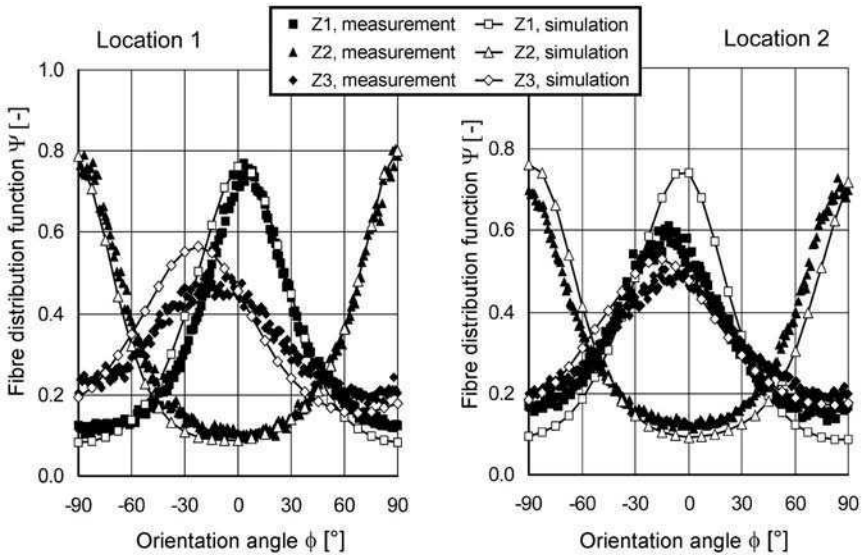 Location 1
Z1, measurement Z1, simulation
Z2, measurement Z2, simulation
Z3, measurement Z3, simulation
Location 2
Fibre distribution function Ψ [-]
1.0
0.8
0.6
0.4
0.2
0.0
-90 -60 -30 0 30 60 90
Orientation angle ϕ [°]
Fibre distribution function Ψ [-]
0.8
0.6
0.4
0.2
0.0
-90 -60 -30 0 30 60 90
Orientation angle ϕ [°]